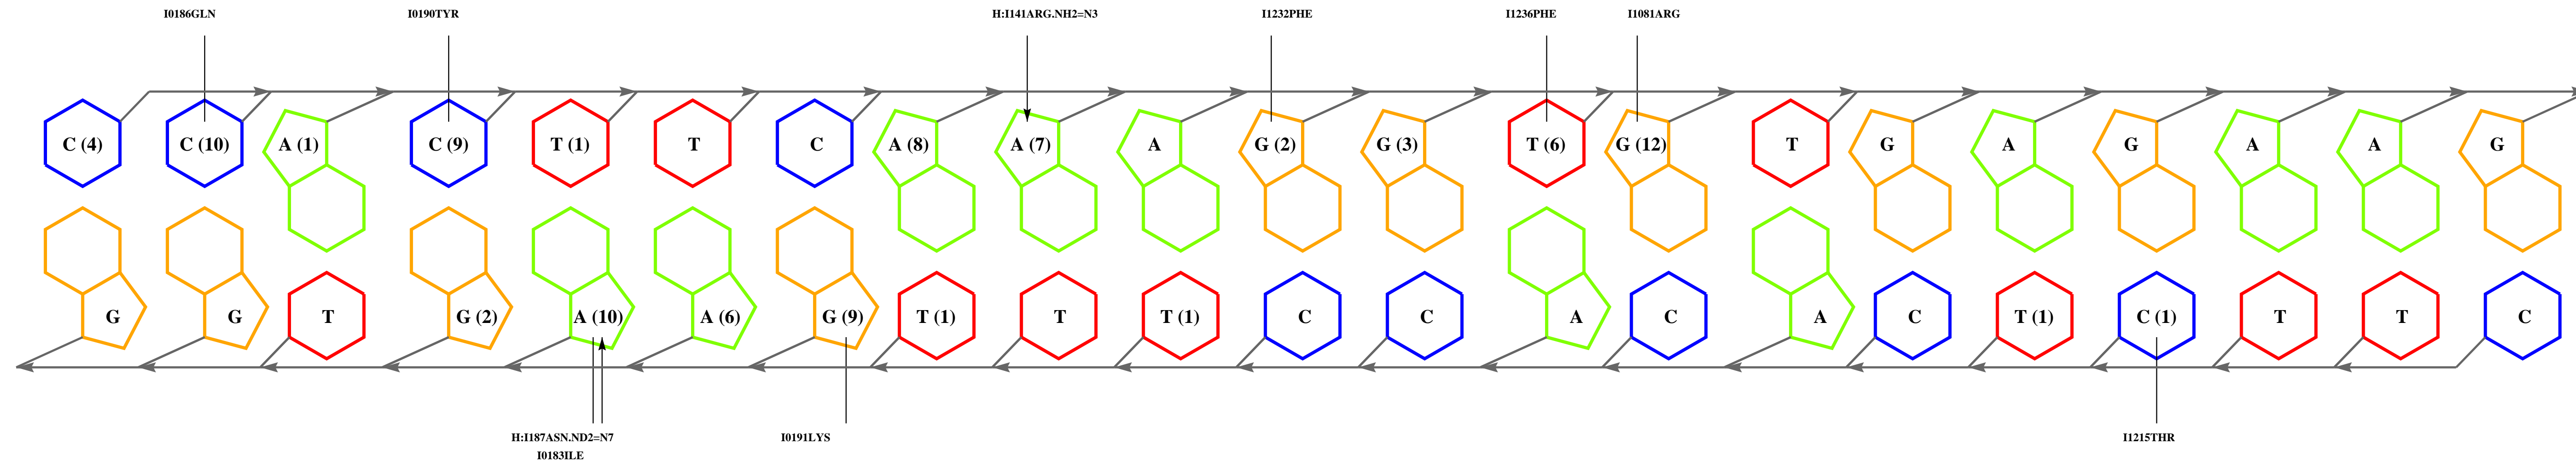 I0186GLN I0190TYR H:I141ARG.NH2=N3 I1232PHE I1236PHE I1081ARG
C (4) C (10) A (1) C (9) T (1) T C A (8) A (7) A G (2) G (3) T (6) G (12) T G A G A A G
G G T G (2) A (10) A (6) G (9) T (1) T T (1) C C A C A C T (1) C (1) T T C
H:I187ASN.ND2=N7 I0191LYS I1215THR
I0183ILE